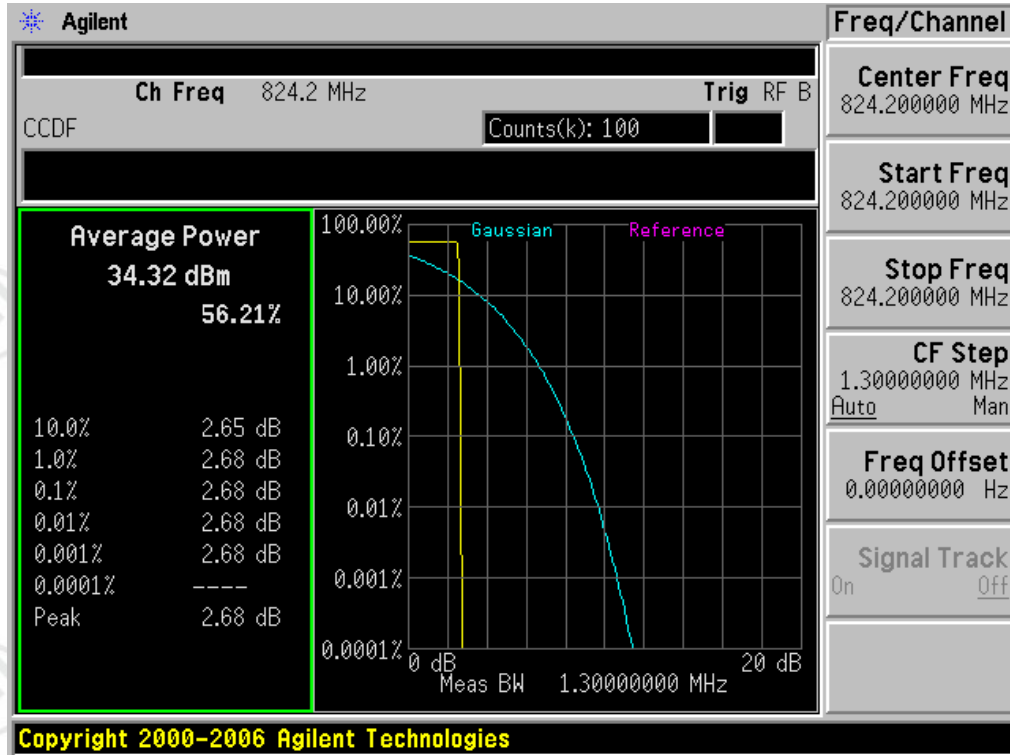 Agilent
Ch Freq 824.2 MHz Trig RF B
CCDF Counts(k): 100
Average Power
34.32 dBm
56.21%
10.0% 2.65 dB
1.0% 2.68 dB
0.1% 2.68 dB
0.01% 2.68 dB
0.001% 2.68 dB
0.0001% ----
Peak 2.68 dB
Gaussian Reference
100.00%
10.00%
1.00%
0.10%
0.01%
0.001%
0.0001%
0 dB 20 dB
Meas BW 1.30000000 MHz
Freq/Channel
Center Freq
824.200000 MHz
Start Freq
824.200000 MHz
Stop Freq
824.200000 MHz
CF Step
1.30000000 MHz
Auto Man
Freq Offset
0.00000000 Hz
Signal Track
On Off
Copyright 2000-2006 Agilent Technologies